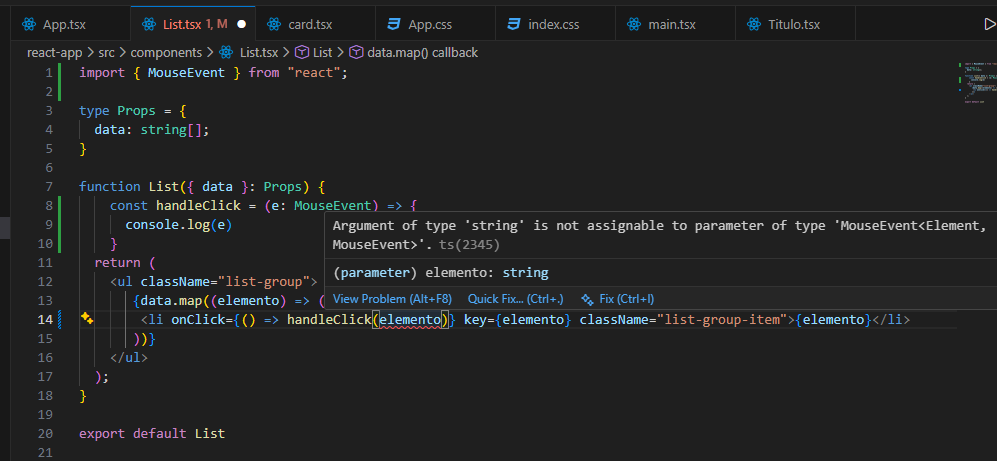 App.tsx List.tsx 1, M card.tsx App.css index.css main.tsx Titulo.tsx
react-app > src > components > List.tsx > List > data.map() callback
1 import { MouseEvent } from "react";
2
3 type Props = {
4 data: string[];
5 }
6
7 function List({ data }: Props) {
8 const handleClick = (e: MouseEvent) => {
9 console.log(e)
10 }
Argument of type 'string' is not assignable to parameter of type 'MouseEvent<Element,
MouseEvent>'. ts(2345)
(parameter) elemento: string
View Problem (Alt+F8) Quick Fix... (Ctrl+.) Fix (Ctrl+I)
11 return (
12 <ul className="list-group">
13 {data.map((elemento) => (
14 <li onClick={() => handleClick(elemento)} key={elemento} className="list-group-item">{elemento}</li>
15 ))}
16 </ul>
17 );
18 }
19
20 export default List
21